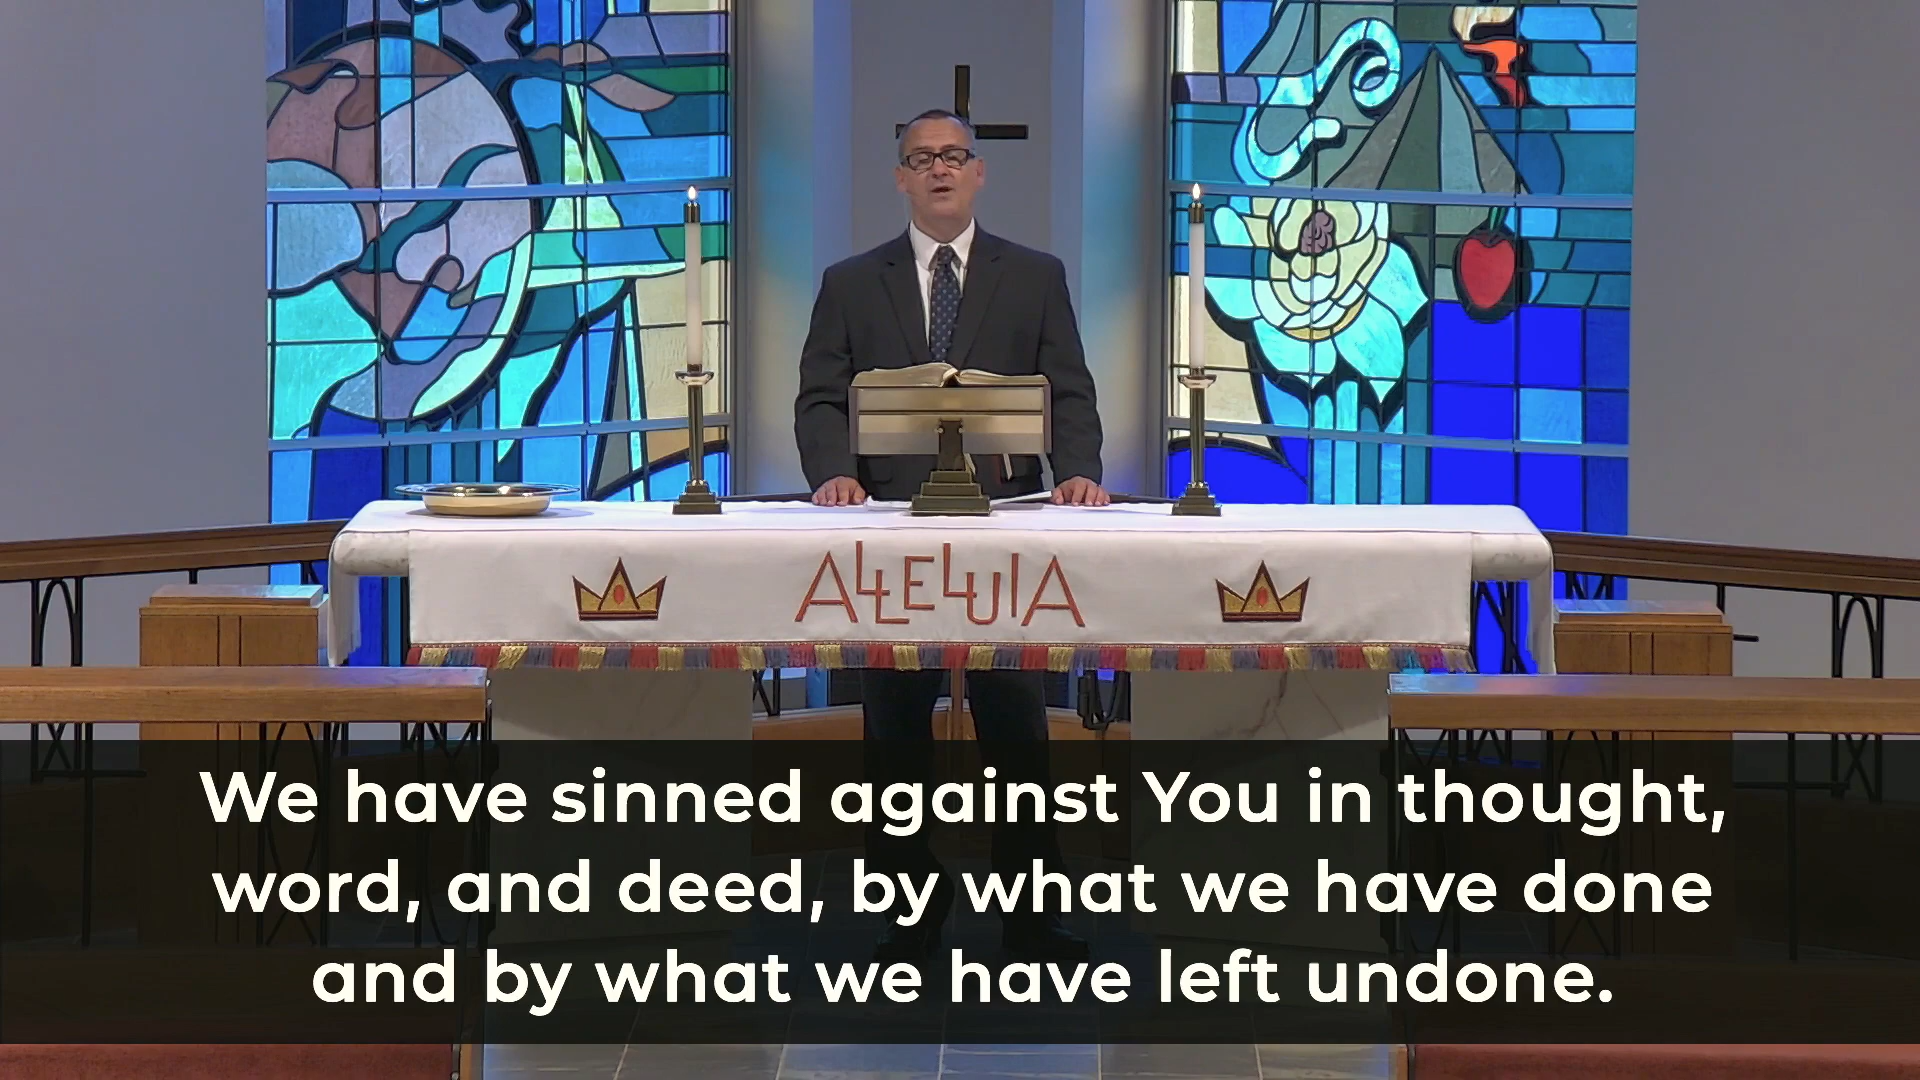 ALLELUIA
We have sinned against You in thought,
word, and deed, by what we have done
and by what we have left undone.